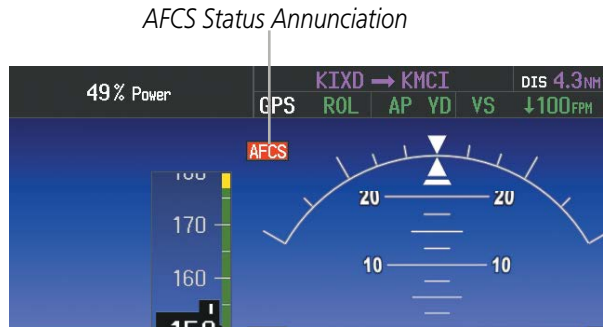 AFCS Status Annunciation
KIXD → KMCI DIS 4.3NM
49% Power
GPS ROL AP YD VS ↓100FPM
AFCS
20 20
170
10 10
160